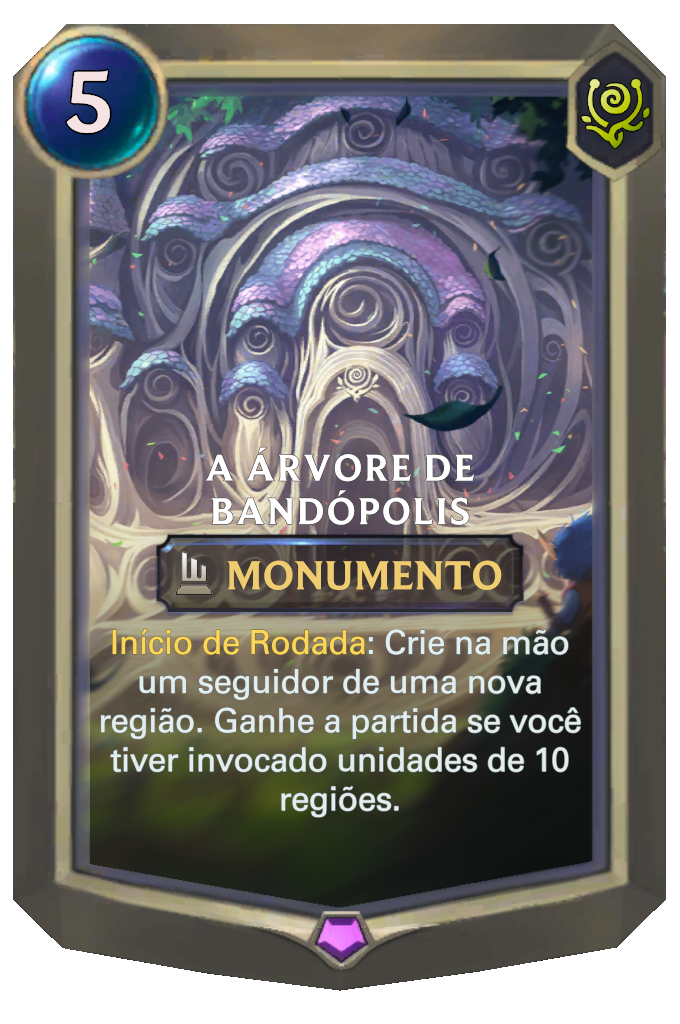 5
A ÁRVORE DE
BANDÓPOLIS
MONUMENTO
Início de Rodada: Crie na mão
um seguidor de uma nova
região. Ganhe a partida se você
tiver invocado unidades de 10
regiões.